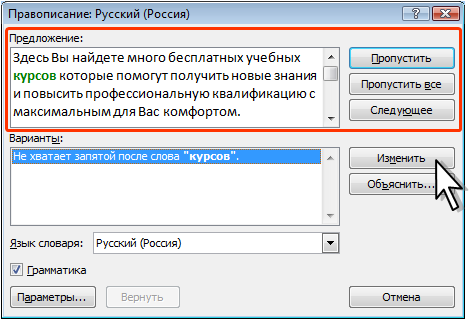 Правописание: Русский (Россия)
Предложение:
Здесь Вы найдете много бесплатных учебных
курсов которые помогут получить новые знания
и повысить профессиональную квалификацию с
максимальным для Вас комфортом.
Пропустить
Пропустить все
Следующее
Варианты:
Не хватает запятой после слова "курсов".
Изменить
Объяснить...
Язык словаря: Русский (Россия)
Грамматика
Параметры... Вернуть Отмена